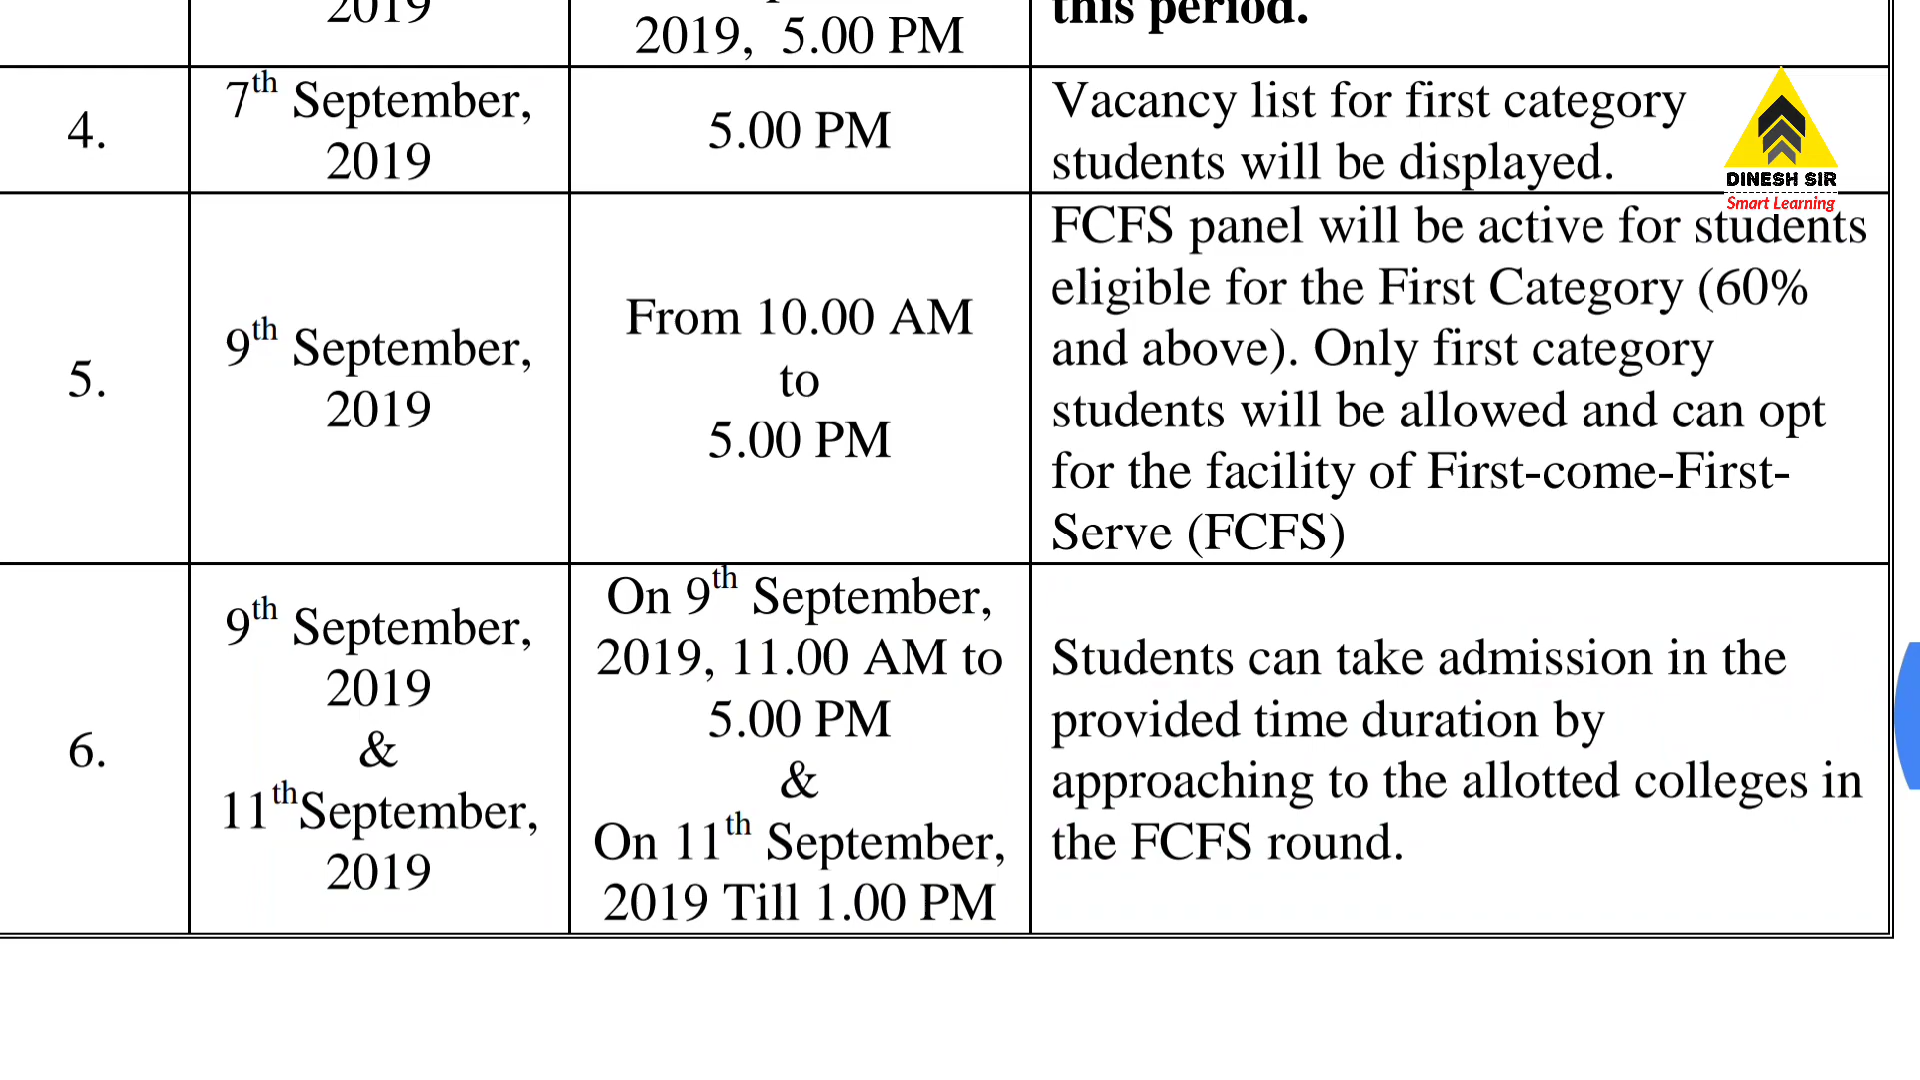 2019
2019, 5.00 PM
this period.
4.
7th September,
2019
5.00 PM
Vacancy list for first category
students will be displayed.
DINESH SIR
Smart Learning
5.
9th September,
2019
From 10.00 AM
to
5.00 PM
FCFS panel will be active for students
eligible for the First Category (60%
and above). Only first category
students will be allowed and can opt
for the facility of First-come-First-
Serve (FCFS)
6.
9th September,
2019
&
11thSeptember,
2019
On 9th September,
2019, 11.00 AM to
5.00 PM
&
On 11th September,
2019 Till 1.00 PM
Students can take admission in the
provided time duration by
approaching to the allotted colleges in
the FCFS round.